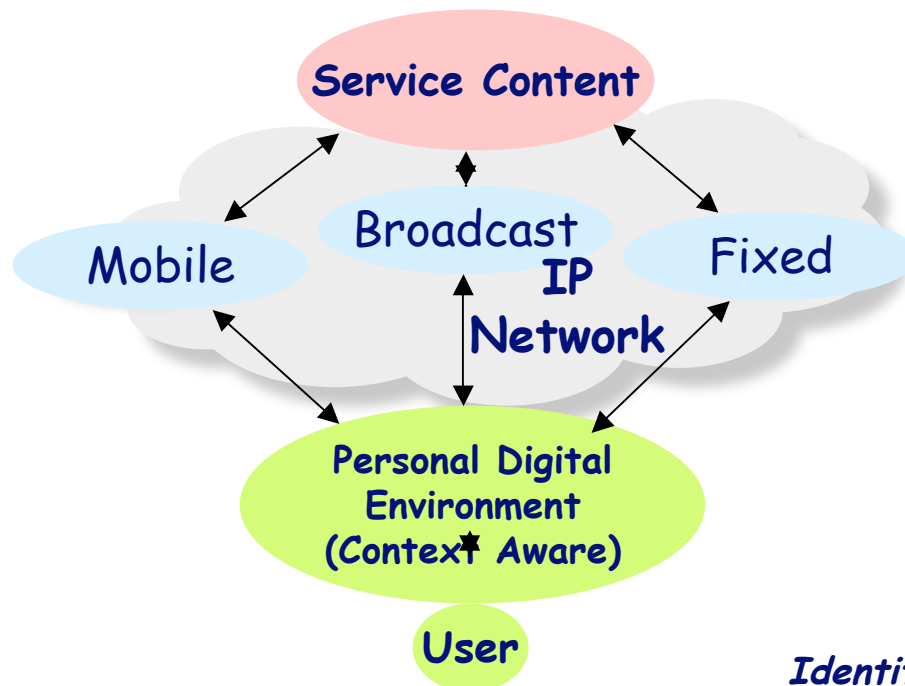 Service Content
Broadcast
Mobile
Fixed
IP
Network
Personal Digital
Environment
(Context Aware)
User